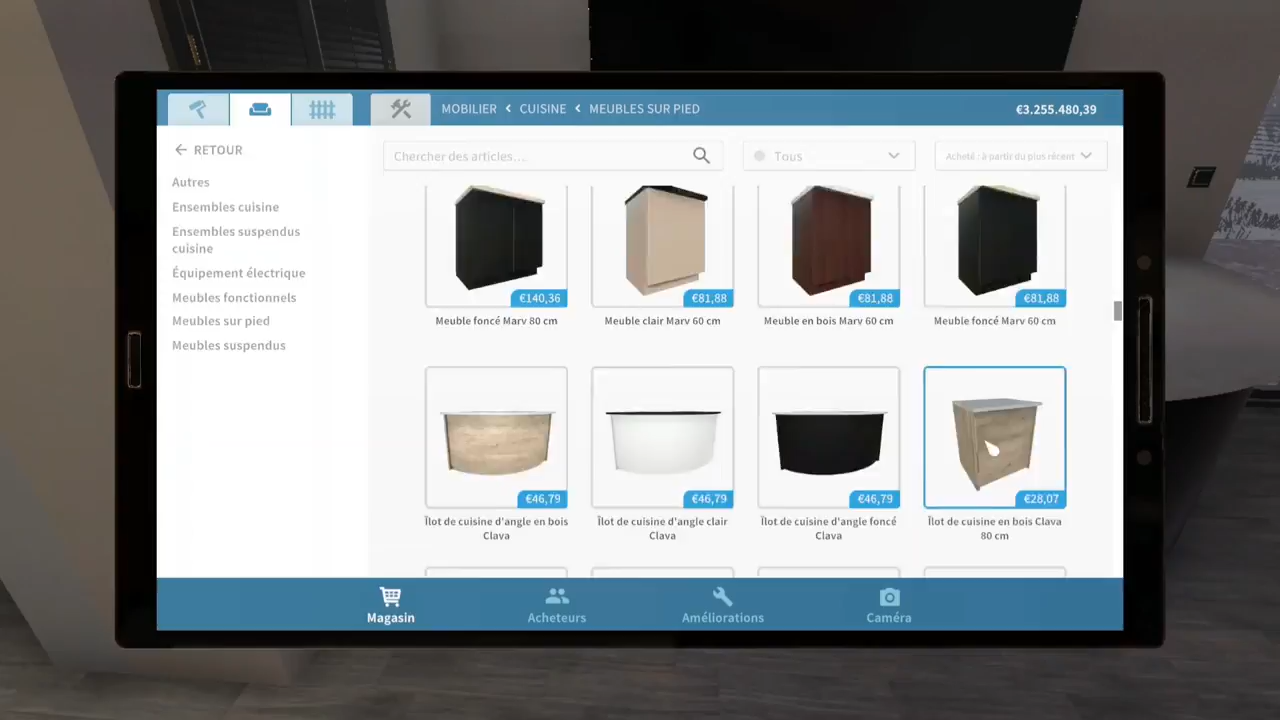 MOBILIER < CUISINE < MEUBLES SUR PIED
€3.255.480,39
RETOUR
Autres
Ensembles cuisine
Ensembles suspendus
cuisine
Équipement électrique
Meubles fonctionnels
Meubles sur pied
Meubles suspendus
Chercher des articles...
Tous
Acheté : à partir du plus récent
€140,36
€81,88
€81,88
€81,88
Meuble foncé Marv 80 cm
Meuble clair Marv 60 cm
Meuble en bois Marv 60 cm
Meuble foncé Marv 60 cm
€46,79
€46,79
€46,79
€28,07
Îlot de cuisine d'angle en bois
Clava
Îlot de cuisine d'angle clair
Clava
Îlot de cuisine d'angle foncé
Clava
Îlot de cuisine en bois Clava
80 cm
Magasin
Acheteurs
Améliorations
Caméra